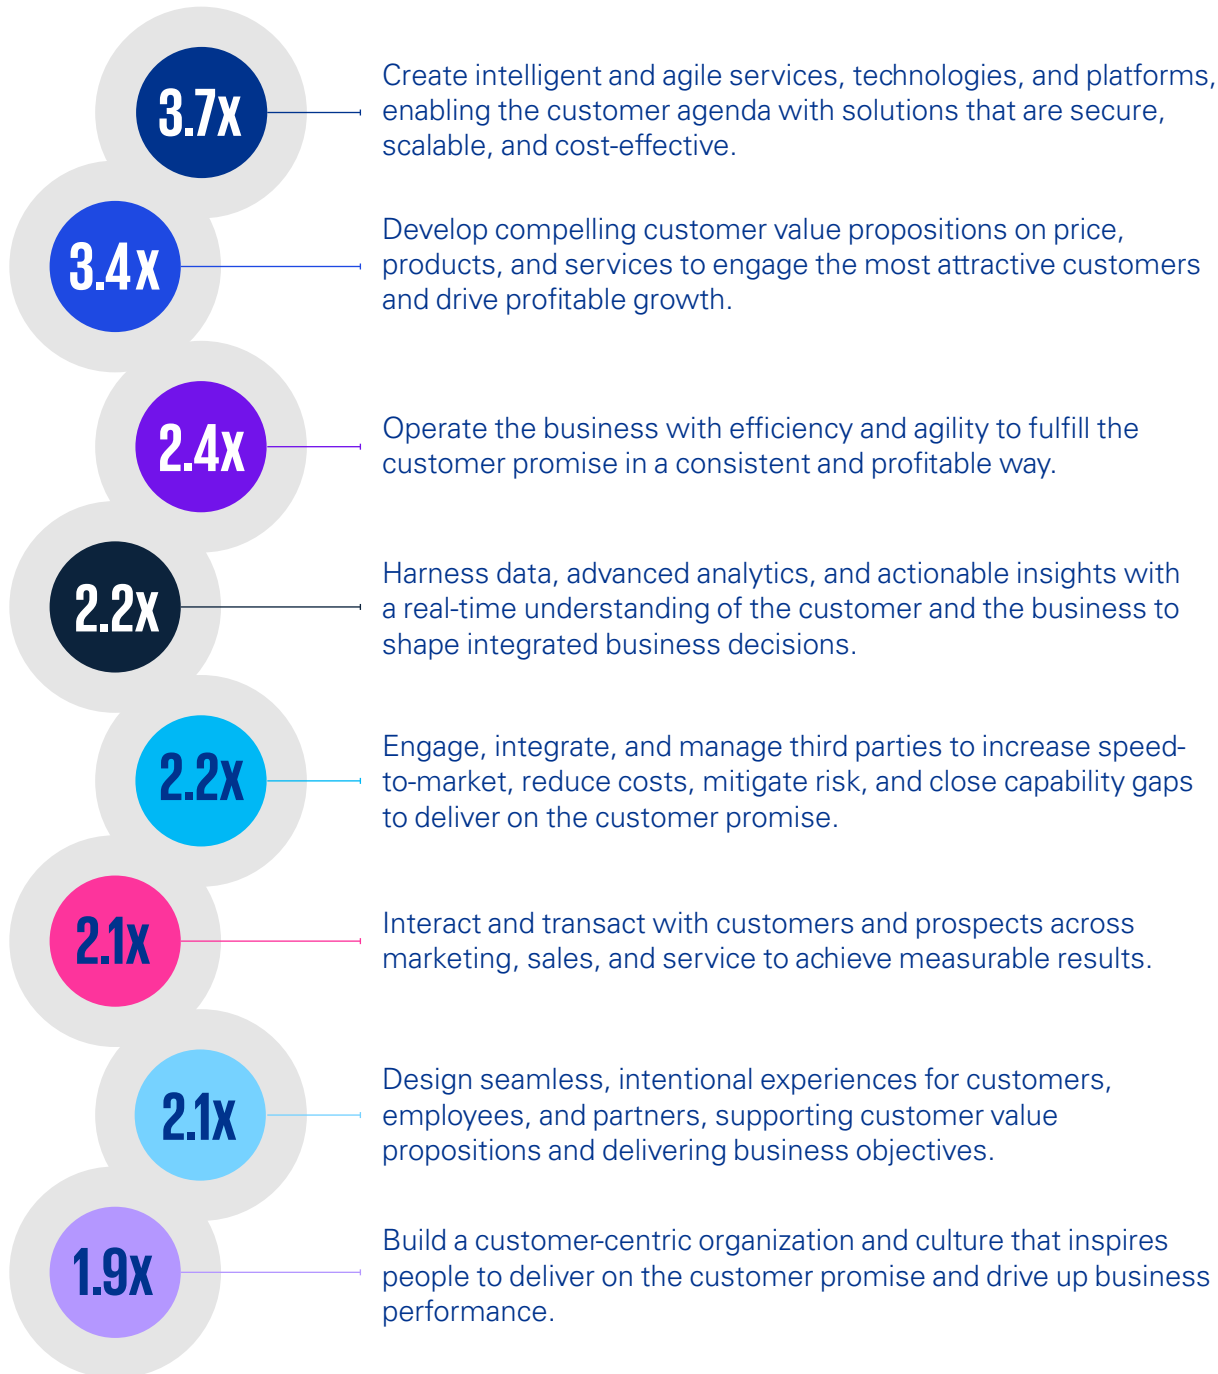 3.7x
Create intelligent and agile services, technologies, and platforms,
enabling the customer agenda with solutions that are secure,
scalable, and cost-effective.
3.4x
Develop compelling customer value propositions on price,
products, and services to engage the most attractive customers
and drive profitable growth.
2.4x
Operate the business with efficiency and agility to fulfill the
customer promise in a consistent and profitable way.
2.2x
Harness data, advanced analytics, and actionable insights with
a real-time understanding of the customer and the business to
shape integrated business decisions.
2.2x
Engage, integrate, and manage third parties to increase speed-
to-market, reduce costs, mitigate risk, and close capability gaps
to deliver on the customer promise.
2.1x
Interact and transact with customers and prospects across
marketing, sales, and service to achieve measurable results.
2.1x
Design seamless, intentional experiences for customers,
employees, and partners, supporting customer value
propositions and delivering business objectives.
1.9x
Build a customer-centric organization and culture that inspires
people to deliver on the customer promise and drive up business
performance.